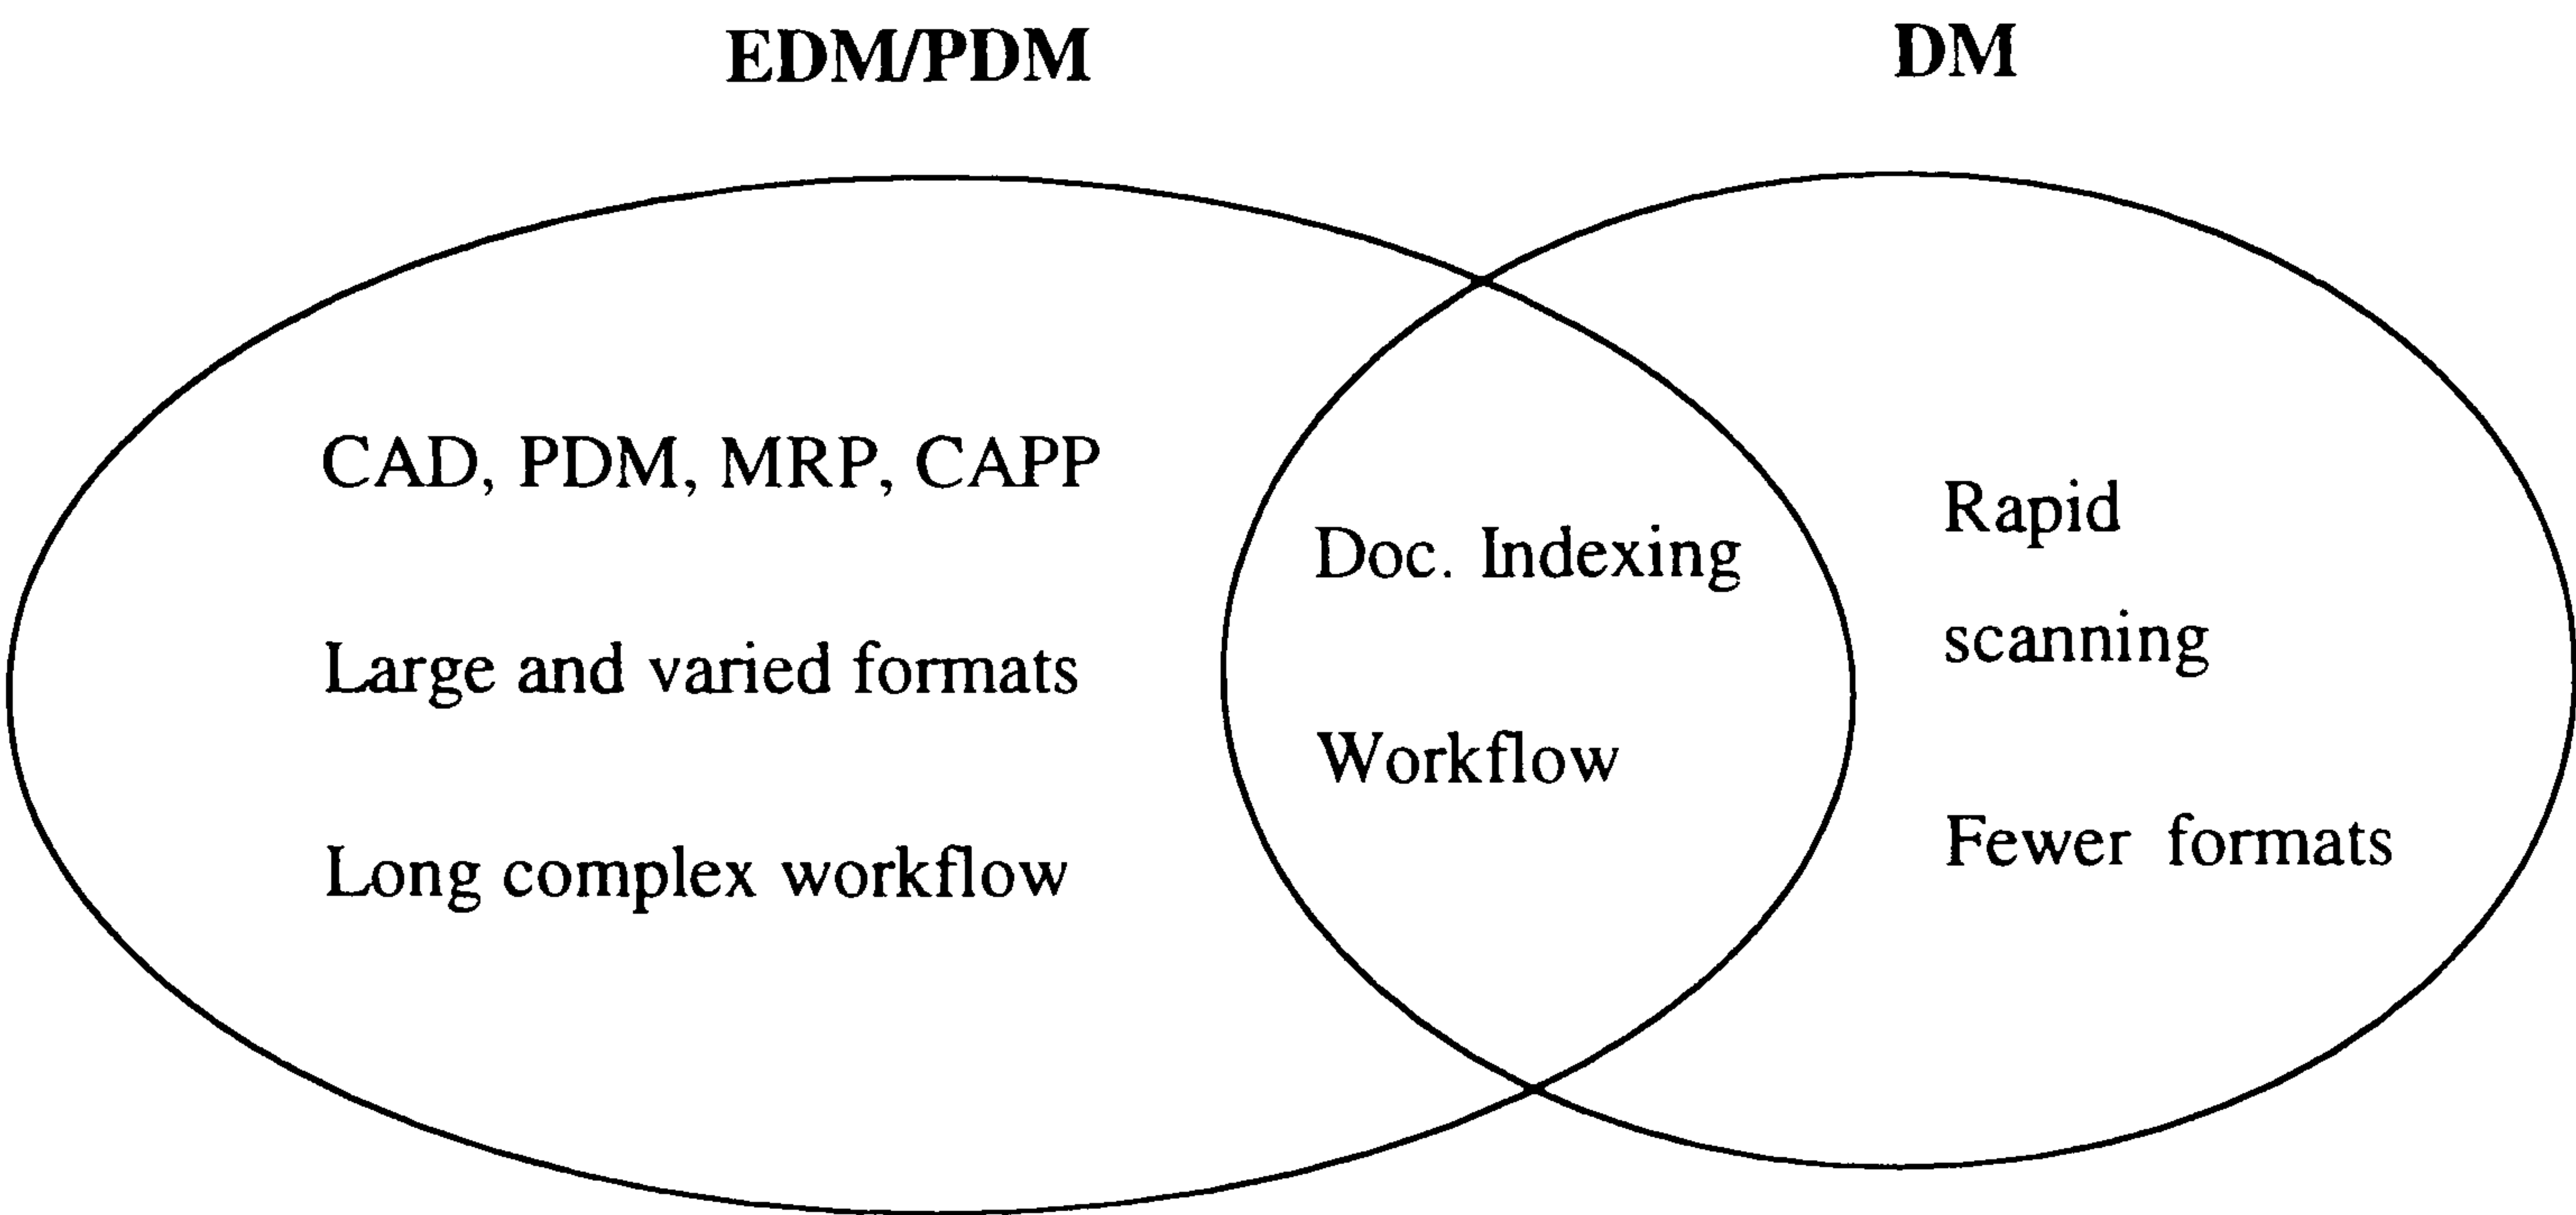 EDM/PDM
DM
CAD, PDM, MRP, CAPP
Large and varied formats
Long complex workflow
Doc. Indexing
Workflow
Rapid
scanning
Fewer formats